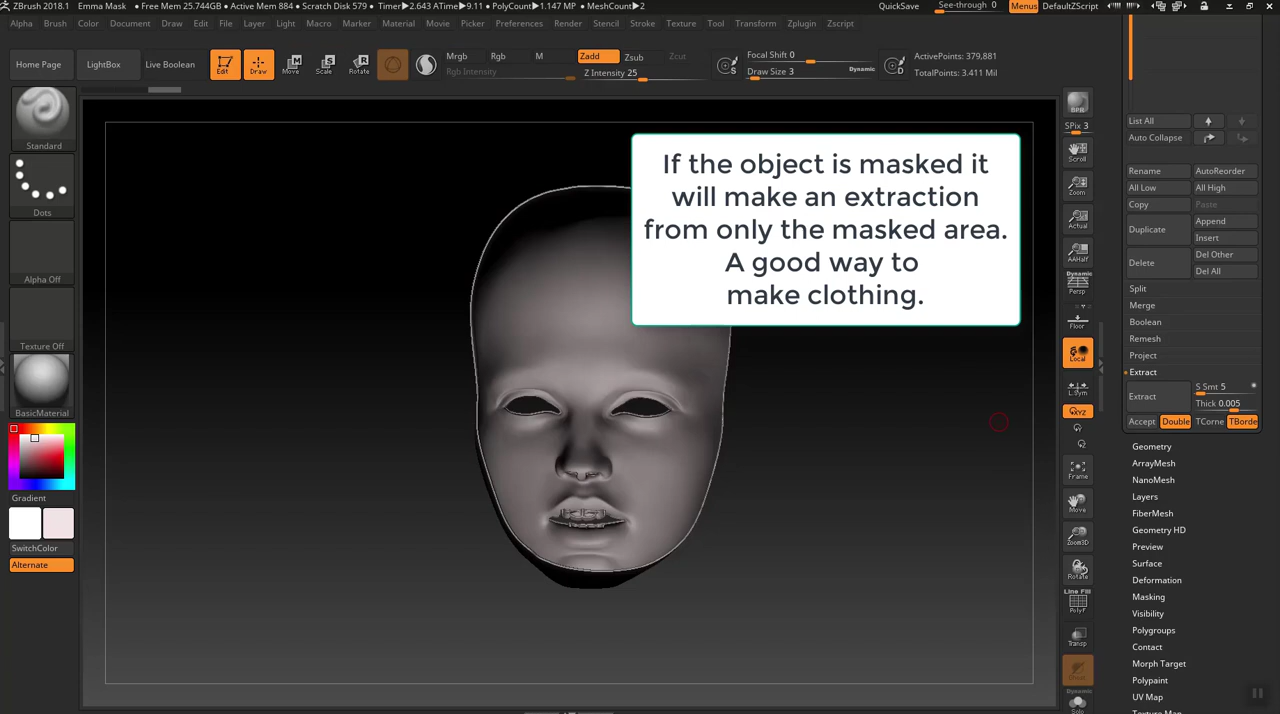 ZBrush 2018.1 Emma Mask • Free Mem 25.744GB • Active Mem 884 • Scratch Disk 579 • Timer▶2.643 ATime▶9.11 • PolyCount▶1.147 MP • MeshCount▶2 QuickSave See-through 0 Menus DefaultZScript
Alpha Brush Color Document Draw Edit File Layer Light Macro Marker Material Movie Picker Preferences Render Stencil Stroke Texture Tool Transform Zplugin Zscript
Home Page LightBox Live Boolean Edit Draw Move Scale Rotate
Mrgb Rgb M Zadd Zsub Zcut
Rgb Intensity Z Intensity 25
Focal Shift 0
Draw Size 3 Dynamic
ActivePoints: 379,881
TotalPoints: 3.411 Mil
Standard
Dots
Alpha Off
Texture Off
BasicMaterial
Gradient
SwitchColor
Alternate
If the object is masked it
will make an extraction
from only the masked area.
A good way to
make clothing.
BPR
SPix 3
Scroll
Zoom
Actual
AAHalf
Dynamic
Persp
Floor
Local
L.Sym
XYZ
Frame
Move
Zoom3D
Rotate
Line Fill
PolyF
Transp
Dynamic
Solo
List All
Auto Collapse
Rename AutoReorder
All Low All High
Copy Paste
Duplicate Append
Insert
Delete Del Other
Del All
Split
Merge
Boolean
Remesh
Project
Extract
Extract S Smt 5
Thick 0.005
Accept Double TCorne TBorde
Geometry
ArrayMesh
NanoMesh
Layers
FiberMesh
Geometry HD
Preview
Surface
Deformation
Masking
Visibility
Polygroups
Contact
Morph Target
Polypaint
UV Map
Texture Map